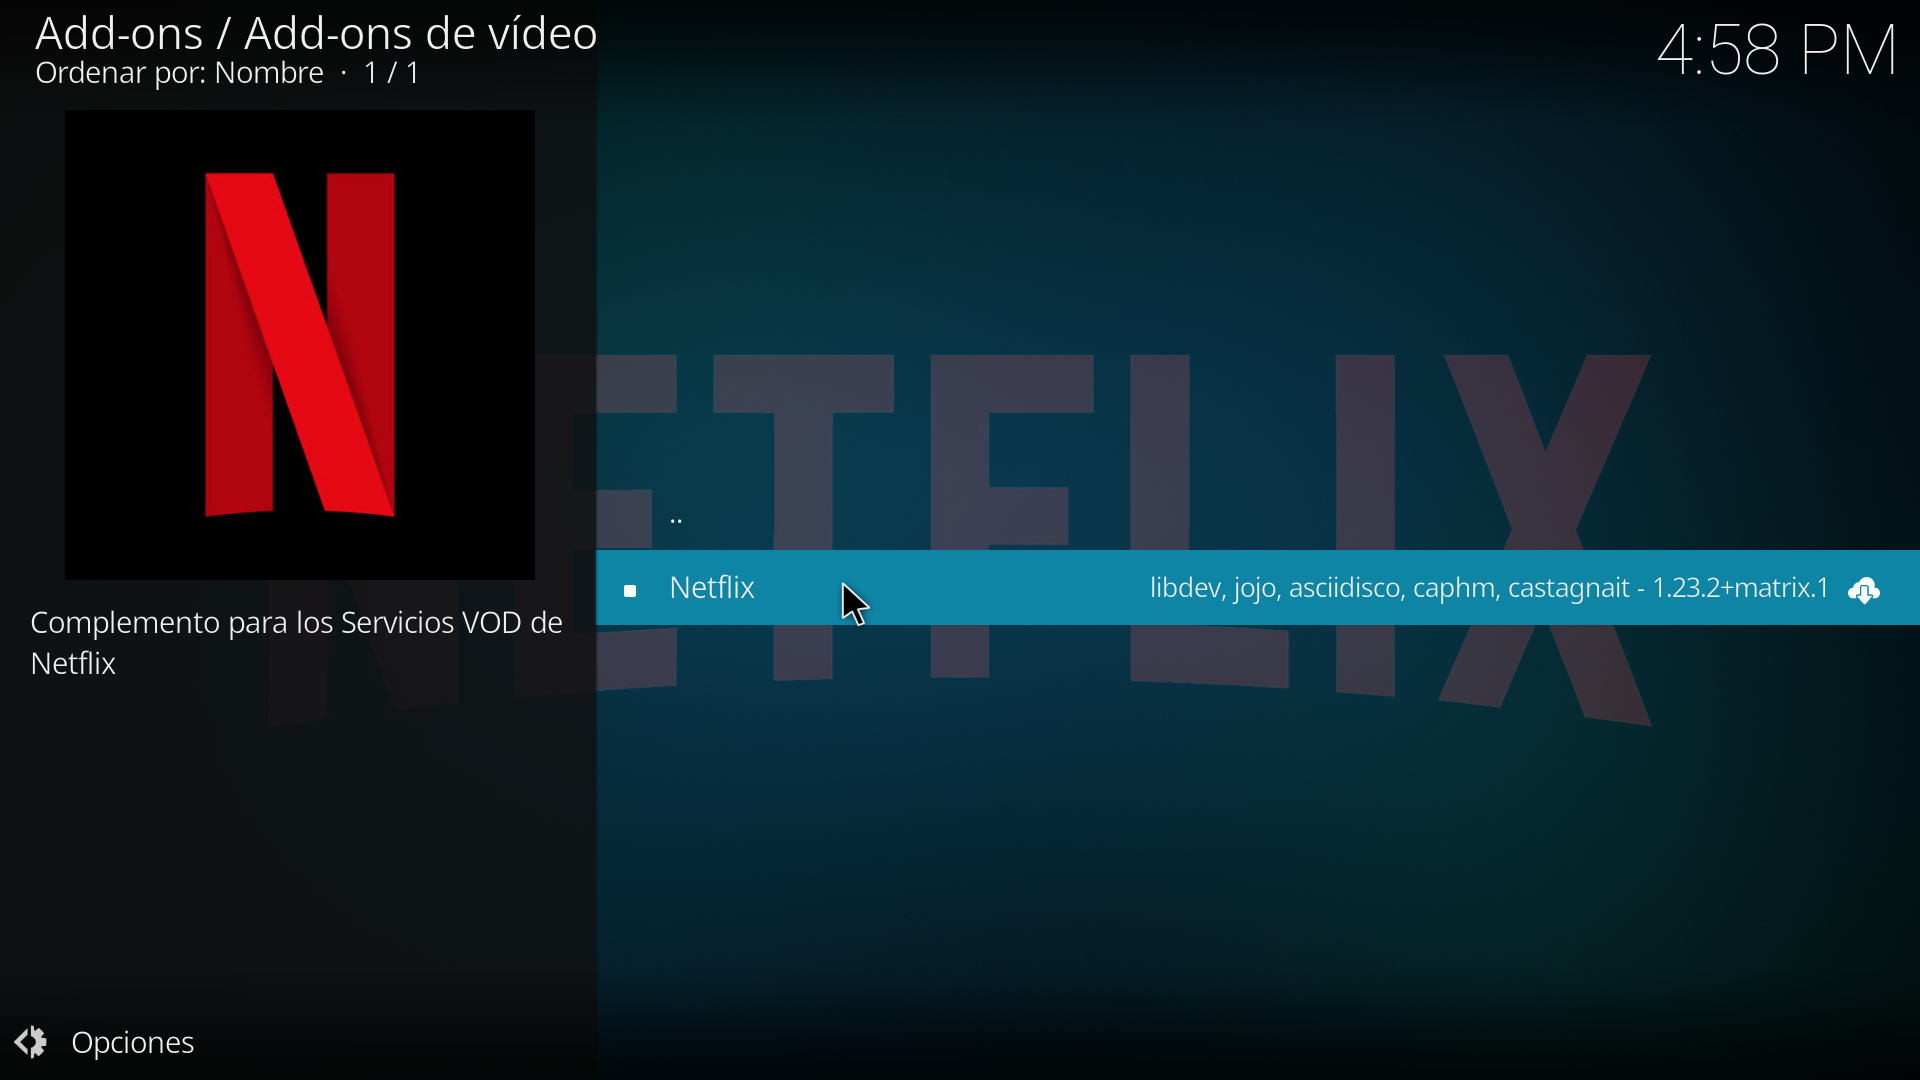 Add-ons / Add-ons de vídeo
Ordenar por: Nombre · 1 / 1
4:58 PM
N
NETFLIX
..
Netflix
libdev, jojo, asciidisco, caphm, castagnait - 1.23.2+matrix.1
Complemento para los Servicios VOD de
Netflix
Opciones